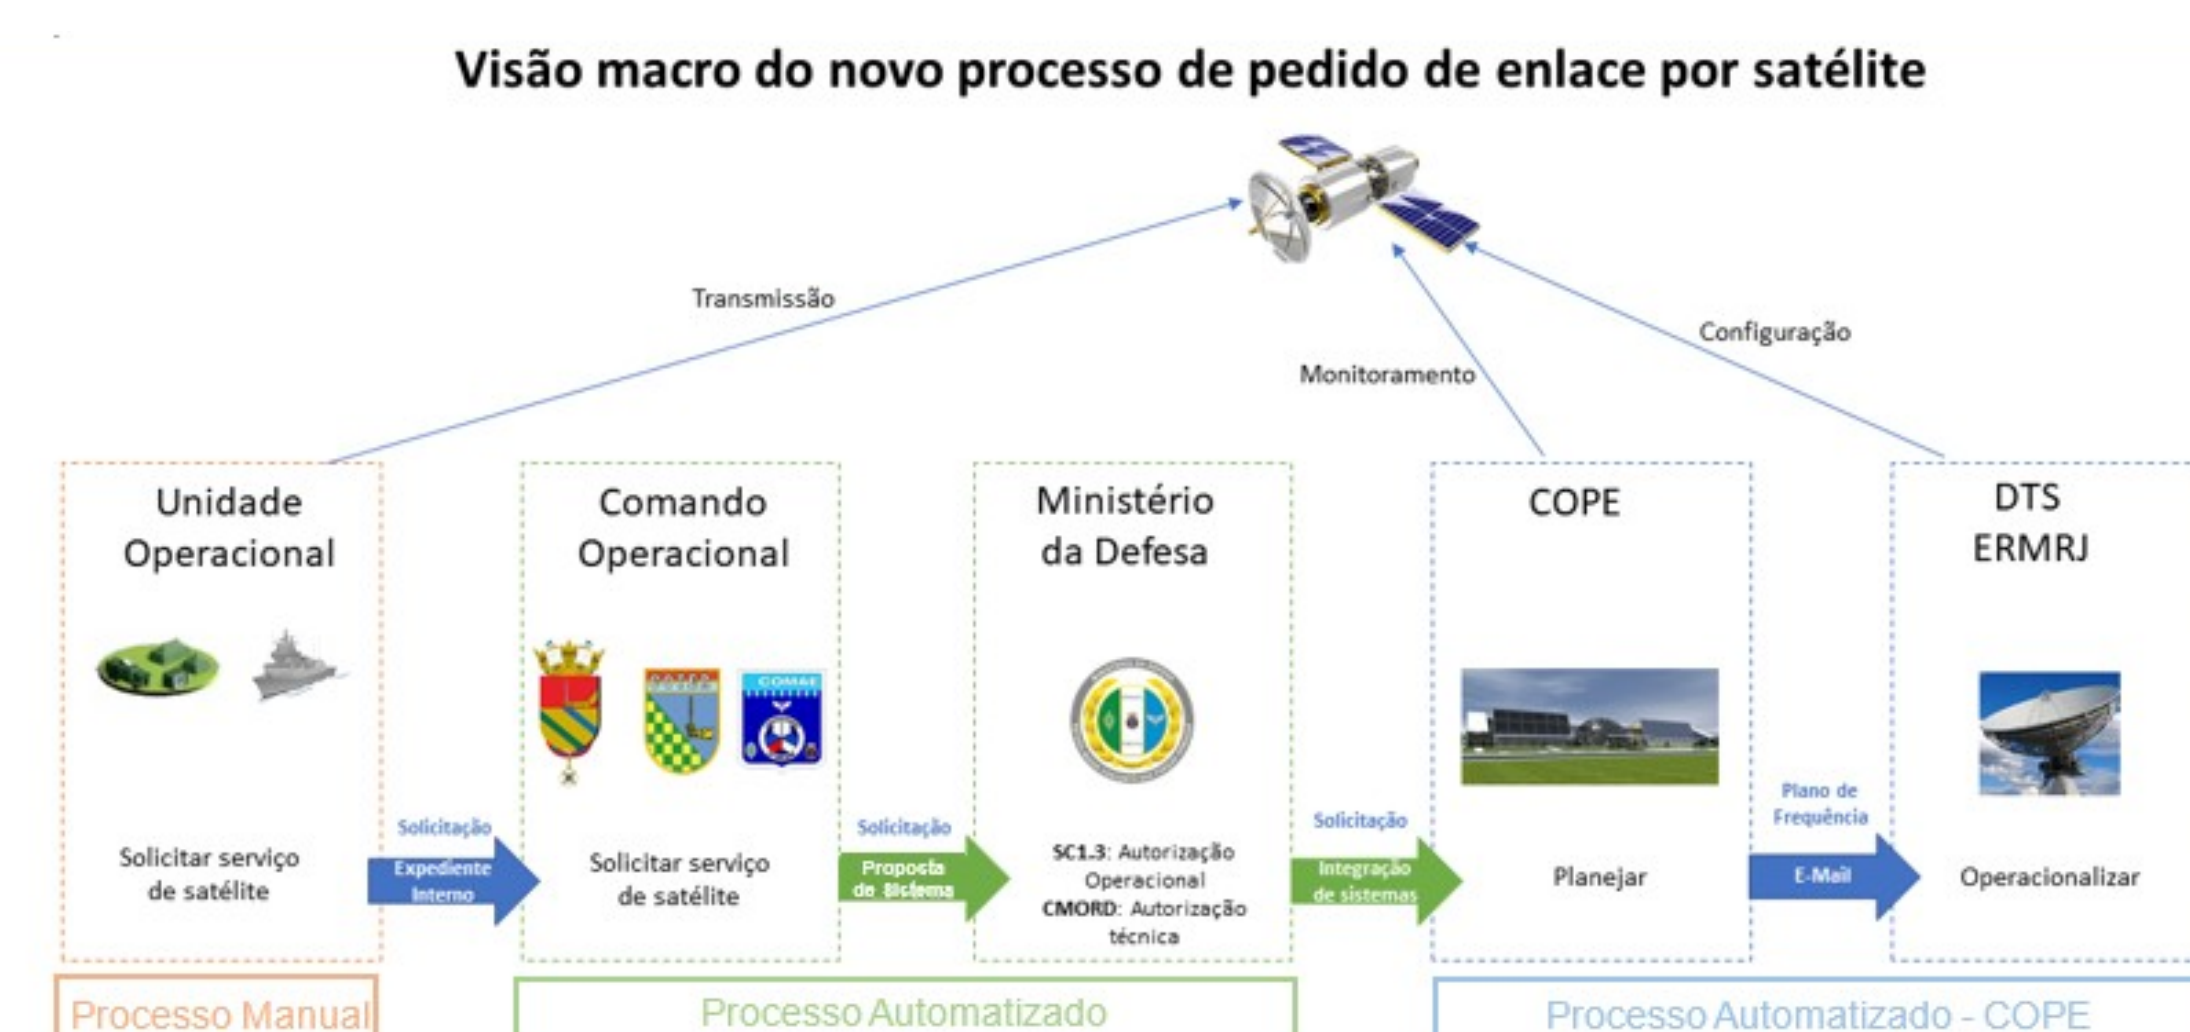 Visão macro do novo processo de pedido de enlace por satélite
Transmissão
Configuração
Monitoramento
Unidade
Operacional
Solicitar serviço
de satélite
Solicitação
Expediente
Interno
Comando
Operacional
COMAE
Solicitar serviço
de satélite
Solicitação
Proposta
de Sistema
Ministério
da Defesa
SC1.3: Autorização
Operacional
CMORD: Autorização
técnica
Solicitação
Integração
de sistemas
COPE
Planejar
Plano de
Frequência
E-Mail
DTS
ERMRJ
Operacionalizar
Processo Manual
Processo Automatizado
Processo Automatizado - COPE